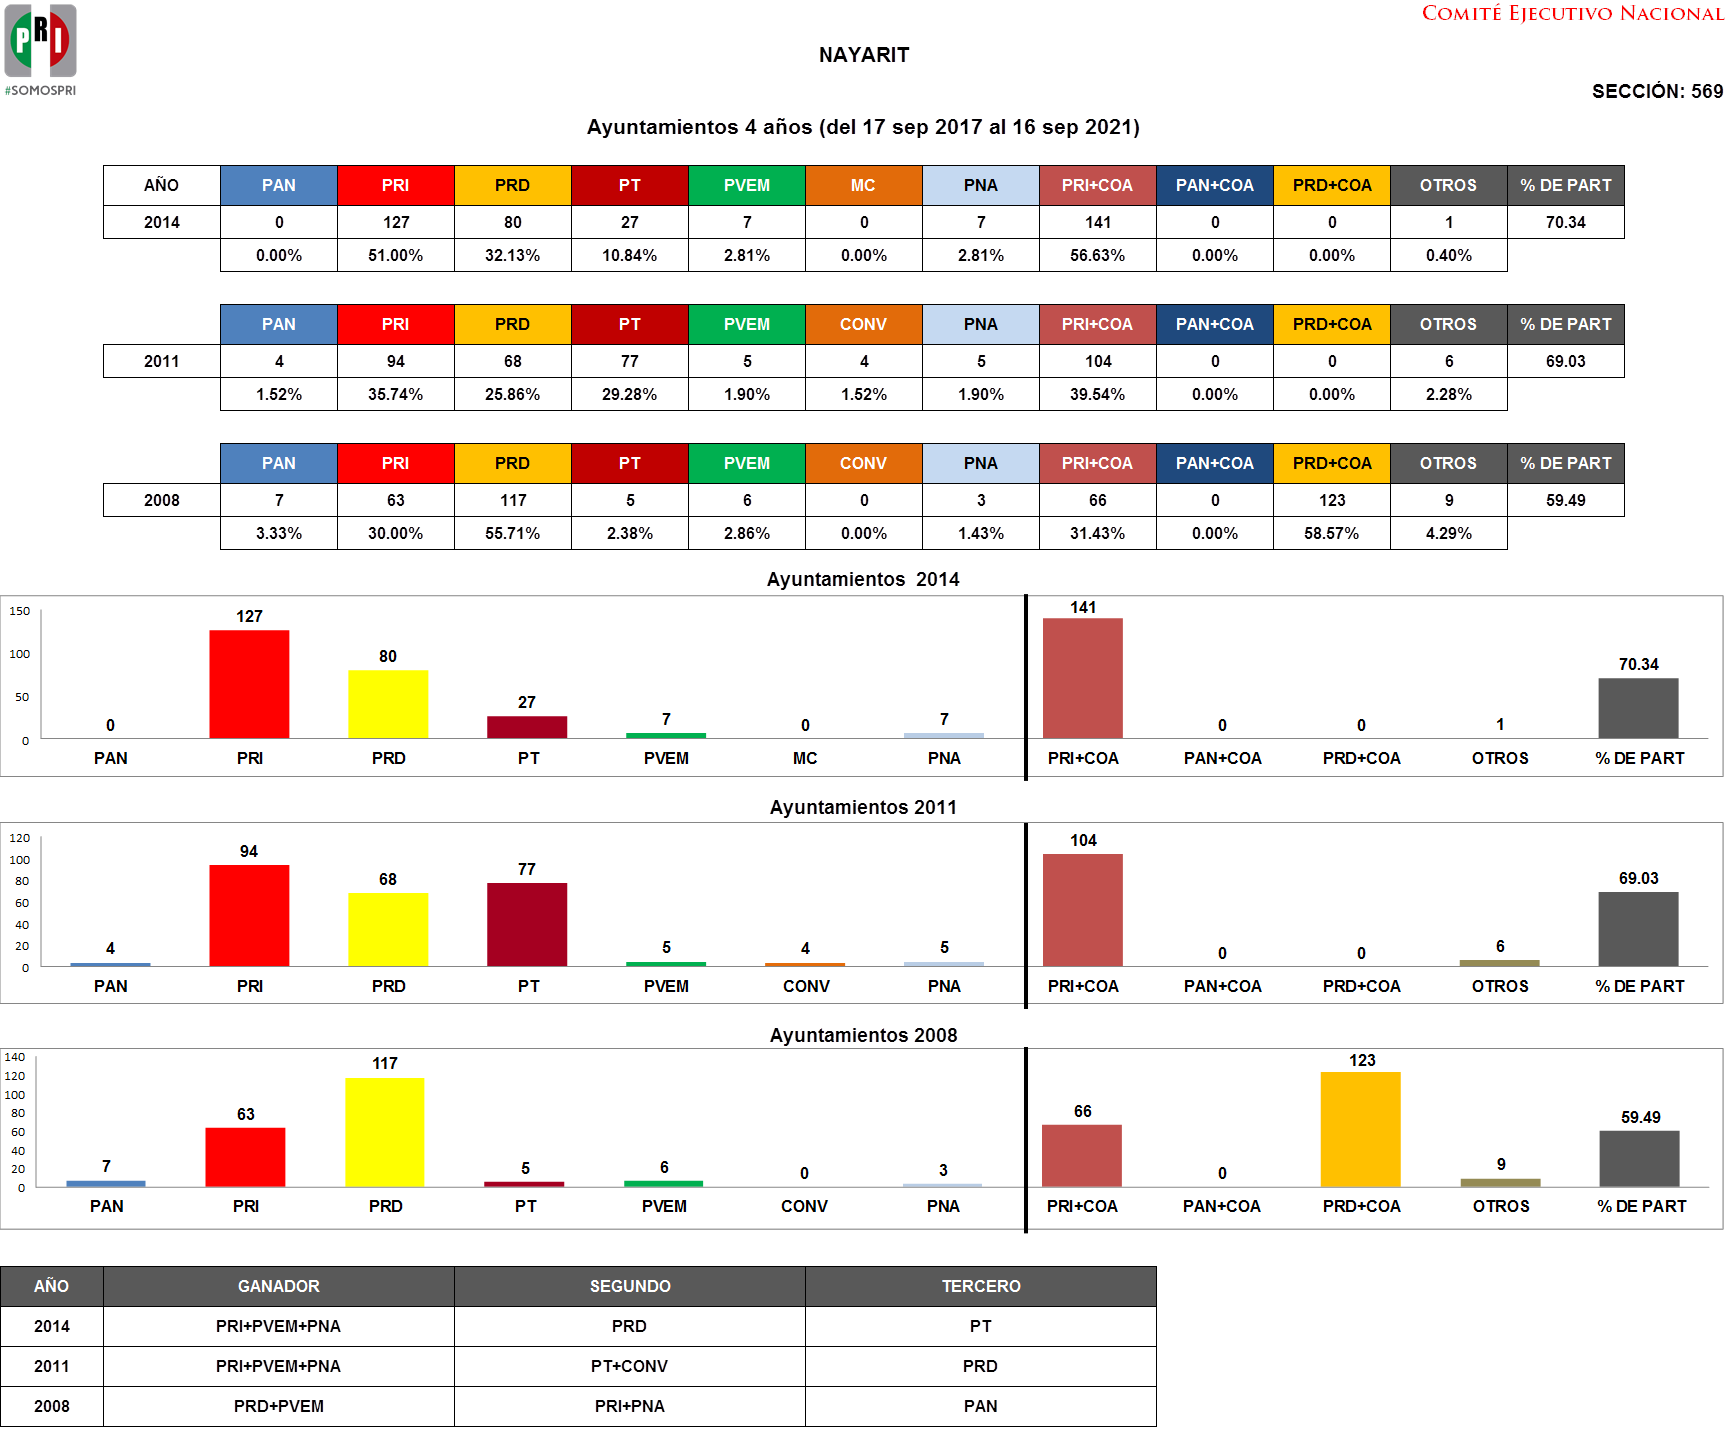 PRI
#SOMOSPRI
COMITÉ EJECUTIVO NACIONAL
NAYARIT
SECCIÓN: 569
Ayuntamientos 4 años (del 17 sep 2017 al 16 sep 2021)
AÑO PAN PRI PRD PT PVEM MC PNA PRI+COA PAN+COA PRD+COA OTROS % DE PART
2014 0 127 80 27 7 0 7 141 0 0 1 70.34
0.00% 51.00% 32.13% 10.84% 2.81% 0.00% 2.81% 56.63% 0.00% 0.00% 0.40%
PAN PRI PRD PT PVEM CONV PNA PRI+COA PAN+COA PRD+COA OTROS % DE PART
2011 4 94 68 77 5 4 5 104 0 0 6 69.03
1.52% 35.74% 25.86% 29.28% 1.90% 1.52% 1.90% 39.54% 0.00% 0.00% 2.28%
PAN PRI PRD PT PVEM CONV PNA PRI+COA PAN+COA PRD+COA OTROS % DE PART
2008 7 63 117 5 6 0 3 66 0 123 9 59.49
3.33% 30.00% 55.71% 2.38% 2.86% 0.00% 1.43% 31.43% 0.00% 58.57% 4.29%
Ayuntamientos 2014
150
100
50
0
0 127 80 27 7 0 7 141 0 0 1 70.34
PAN PRI PRD PT PVEM MC PNA PRI+COA PAN+COA PRD+COA OTROS % DE PART
Ayuntamientos 2011
120
100
80
60
40
20
0
4 94 68 77 5 4 5 104 0 0 6 69.03
PAN PRI PRD PT PVEM CONV PNA PRI+COA PAN+COA PRD+COA OTROS % DE PART
Ayuntamientos 2008
140
120
100
80
60
40
20
0
7 63 117 5 6 0 3 66 0 123 9 59.49
PAN PRI PRD PT PVEM CONV PNA PRI+COA PAN+COA PRD+COA OTROS % DE PART
AÑO GANADOR SEGUNDO TERCERO
2014 PRI+PVEM+PNA PRD PT
2011 PRI+PVEM+PNA PT+CONV PRD
2008 PRD+PVEM PRI+PNA PAN